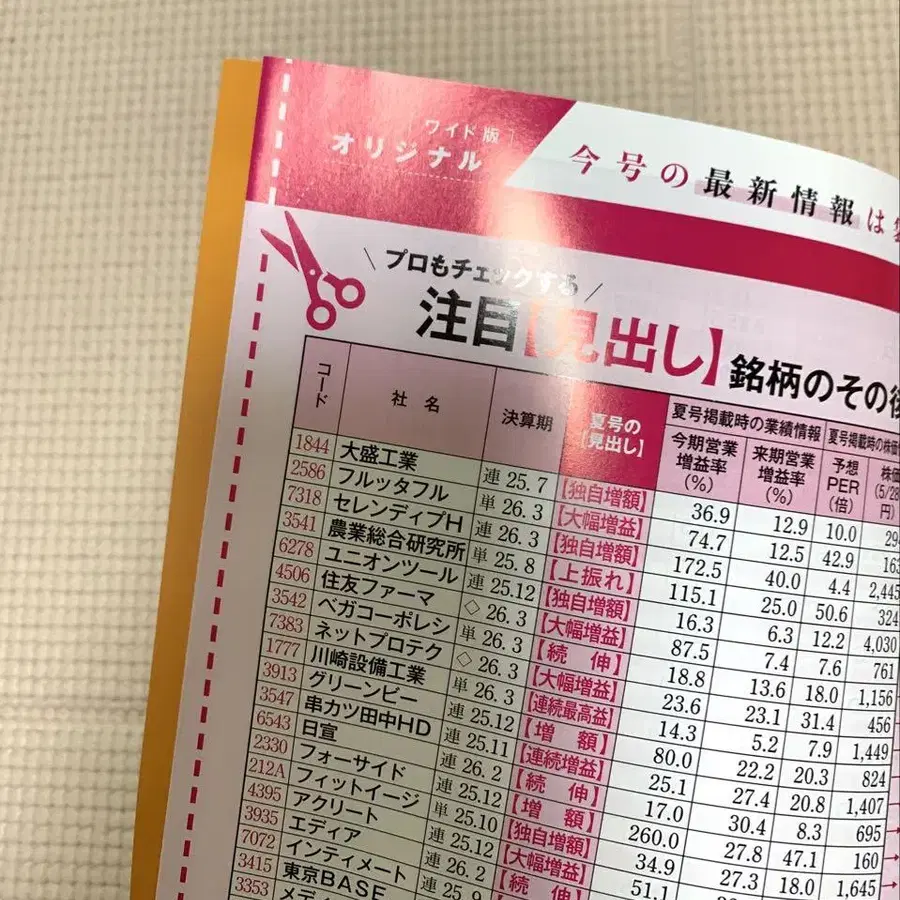 ワイド版
オリジナル
今号の最新情報は
プロもチェックする
注目【見出し】銘柄のその後
コード 社名 決算期 夏号の【見出し】 夏号掲載時の業績情報 夏号掲載時の株価
今期営業増益率(%) 来期営業増益率(%) 予想PER(倍) 株価(5/28 円)
1844 大盛工業 連 25.7 【独自増額】 36.9 12.9 10.0 294
2586 フルッタフル 単 26.3 【大幅増益】 74.7 12.5 42.9 163
7318 セレンディプH 連 26.3 【独自増額】 172.5 40.0 4.4 2,445
3541 農業総合研究所 単 25.8 【上振れ】 115.1 25.0 50.6 324
6278 ユニオンツール 連 25.12 【独自増額】 16.3 6.3 12.2 4,030
4506 住友ファーマ ◇ 26.3 【大幅増益】 87.5 7.4 7.6 761
3542 ベガコーポレシ 単 26.3 【続伸】 18.8 13.6 18.0 1,156
7383 ネットプロテク ◇ 26.3 【大幅増益】 23.6 23.1 31.4 456
1777 川崎設備工業 単 26.3 【連続最高益】 14.3 5.2 7.9 1,449
3913 グリーンビー 連 25.12 【増額】 80.0 22.2 20.3 824
3547 串カツ田中HD 連 25.11 【連続増益】 25.1 27.4 20.8 1,407
6543 日宣 連 26.2 【続伸】 17.0 30.4 8.3 695
2330 フォーサイド 連 25.12 【増額】 260.0 27.8 47.1 160
212A フィットイージ 単 25.10 【独自増額】 34.9 27.3 18.0 1,645
4395 アクリート 連 25.12 【大幅増益】 51.1
3935 エディア 連 26.2 【続伸】
7072 インティメート 連 25.9
3415 東京BASE
3353 メディ